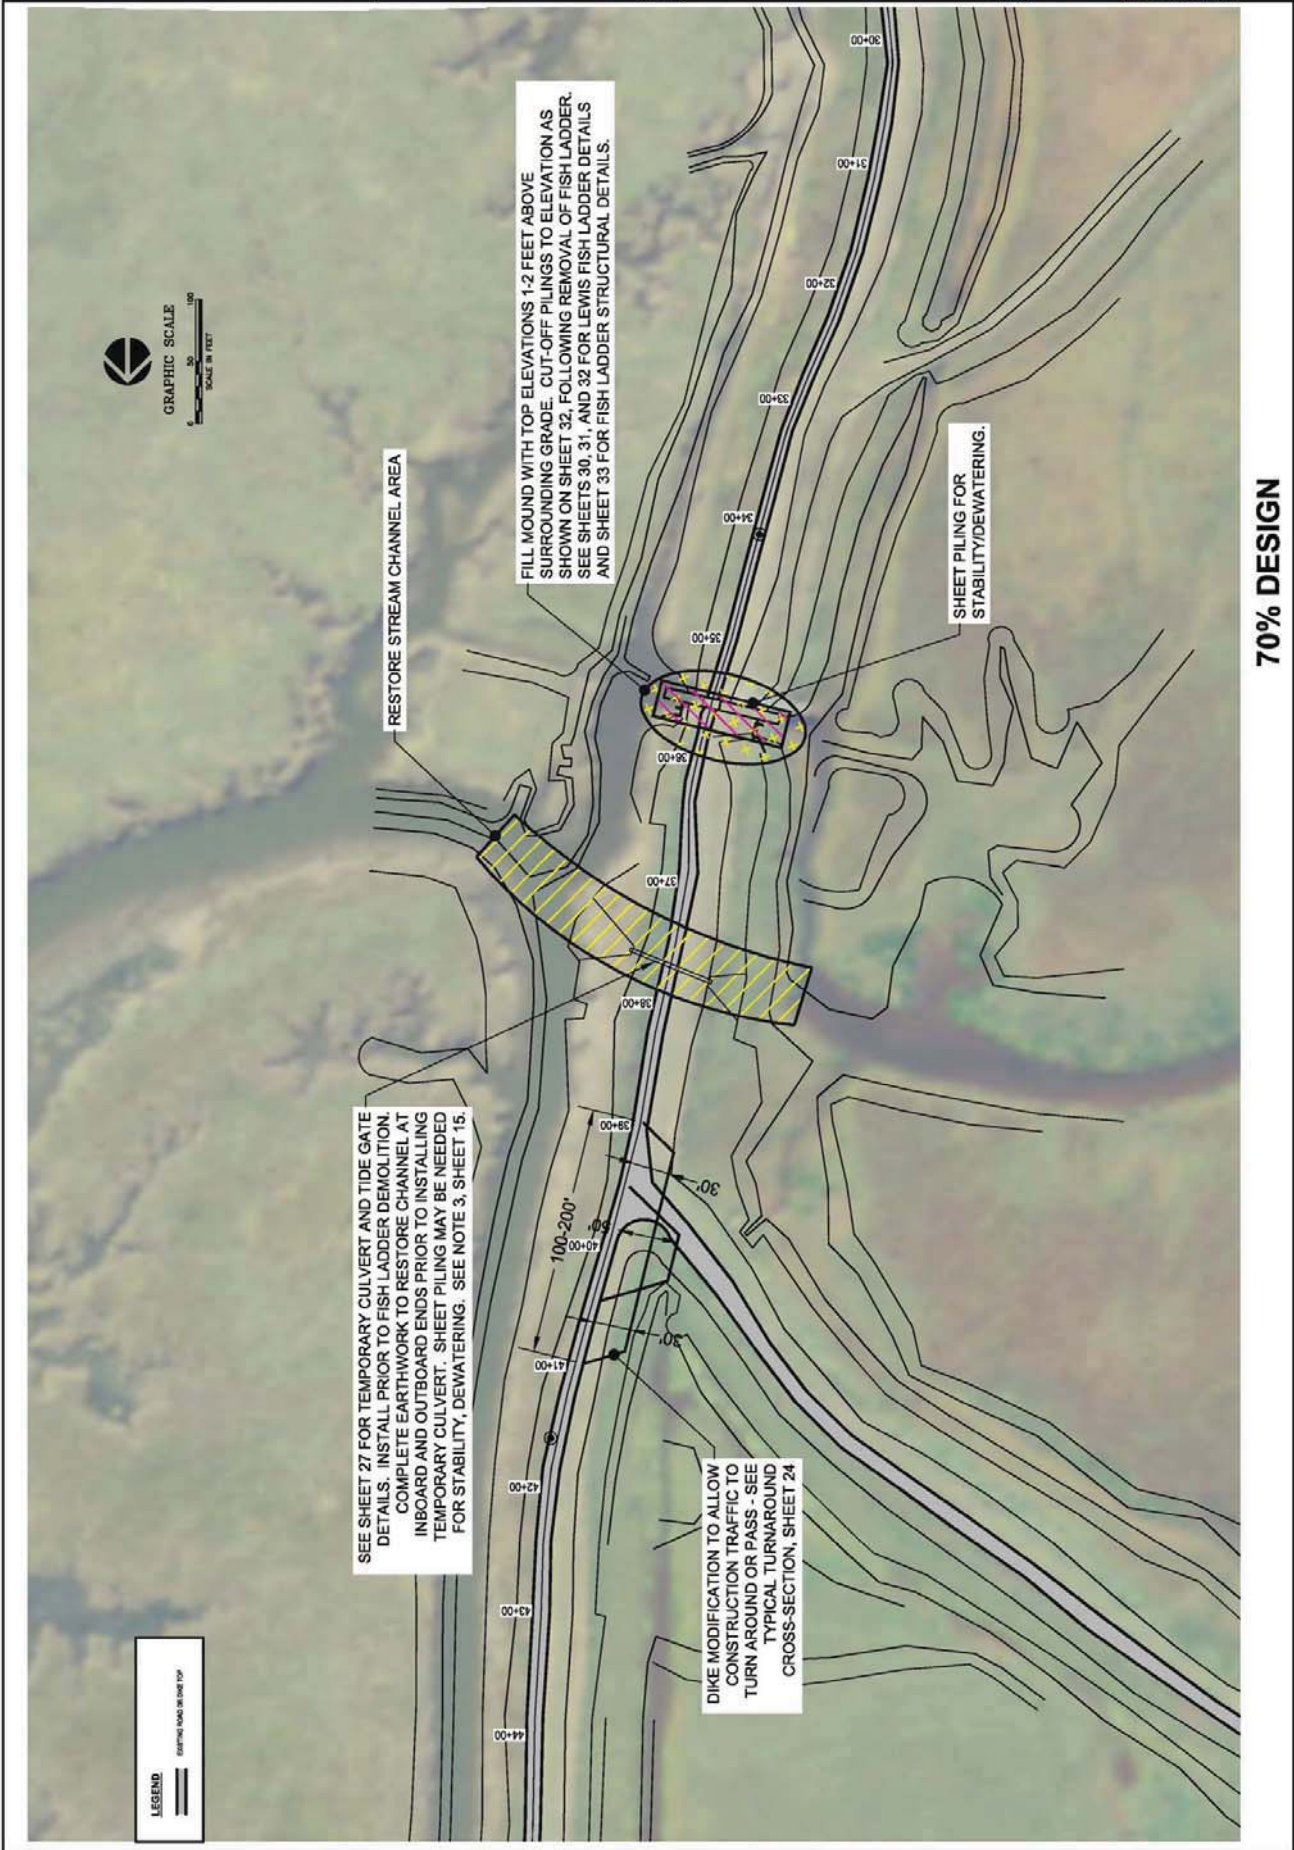 LEGEND
EXISTING ROAD OR DIKE TOP
GRAPHIC SCALE
0 50 100
SCALE IN FEET
SEE SHEET 27 FOR TEMPORARY CULVERT AND TIDE GATE
DETAILS. INSTALL PRIOR TO FISH LADDER DEMOLITION.
COMPLETE EARTHWORK TO RESTORE CHANNEL AT
INBOARD AND OUTBOARD ENDS PRIOR TO INSTALLING
TEMPORARY CULVERT. SHEET PILING MAY BE NEEDED
FOR STABILITY, DEWATERING. SEE NOTE 3, SHEET 15.
RESTORE STREAM CHANNEL AREA
FILL MOUND WITH TOP ELEVATIONS 1-2 FEET ABOVE
SURROUNDING GRADE. CUT-OFF PILINGS TO ELEVATION AS
SHOWN ON SHEET 32, FOLLOWING REMOVAL OF FISH LADDER.
SEE SHEETS 30, 31, AND 32 FOR LEWIS FISH LADDER DETAILS
AND SHEET 33 FOR FISH LADDER STRUCTURAL DETAILS.
44+00
43+00
42+00
41+00
40+00
39+00
38+00
37+00
36+00
35+00
34+00
33+00
32+00
31+00
30+00
100-200'
30'
50'
30'
DIKE MODIFICATION TO ALLOW
CONSTRUCTION TRAFFIC TO
TURN AROUND OR PASS - SEE
TYPICAL TURNAROUND
CROSS-SECTION, SHEET 24
SHEET PILING FOR
STABILITY/DEWATERING.
70% DESIGN